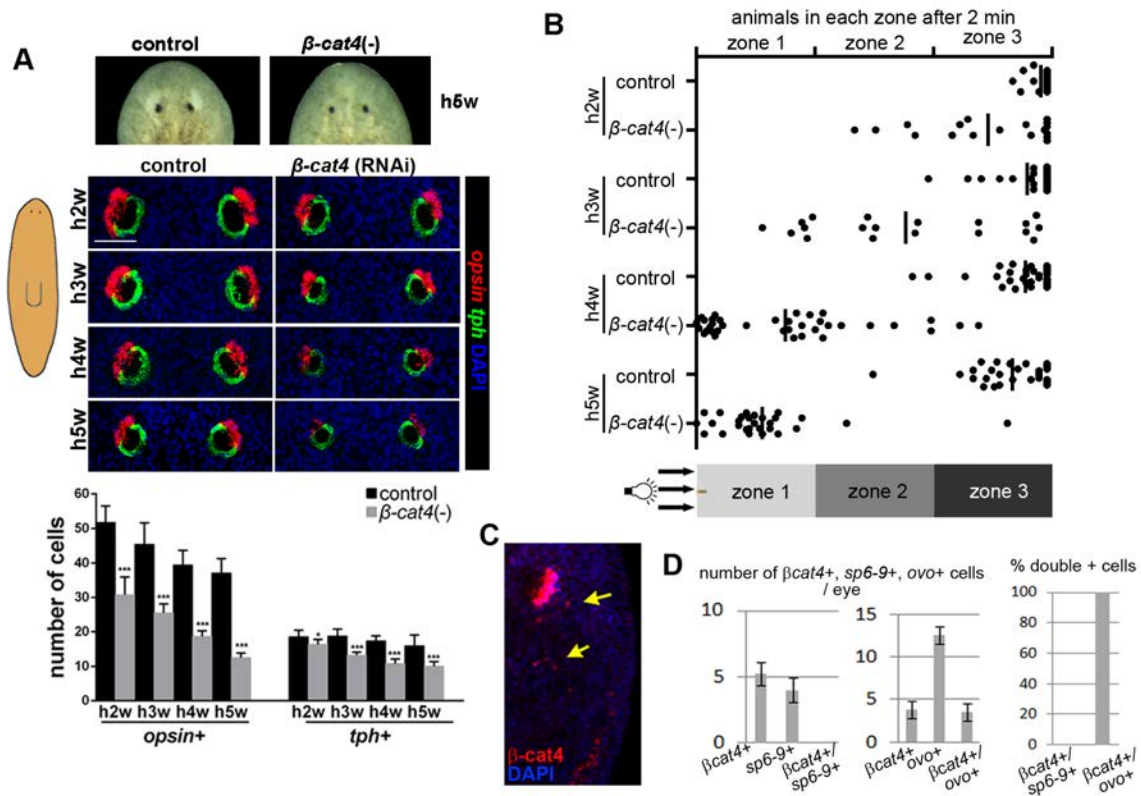 A
control
β-cat4(-)
h5w
control
β-cat4 (RNAi)
h2w
h3w
h4w
h5w
opsin tph DAPI
number of cells
60
50
40
30
20
10
0
control
β-cat4(-)
***
***
***
***
*
***
***
***
h2w h3w h4w h5w
h2w h3w h4w h5w
opsin+
tph+
B
animals in each zone after 2 min
zone 1
zone 2
zone 3
h2w
control
β-cat4(-)
h3w
control
β-cat4(-)
h4w
control
β-cat4(-)
h5w
control
β-cat4(-)
zone 1
zone 2
zone 3
C
β-cat4
DAPI
D
number of βcat4+, sp6-9+, ovo+ cells
/ eye
10
5
0
βcat4+
sp6-9+
βcat4+/
sp6-9+
15
10
5
0
βcat4+
ovo+
βcat4+/
ovo+
% double + cells
100
80
60
40
20
0
βcat4+/
sp6-9+
βcat4+/
ovo+